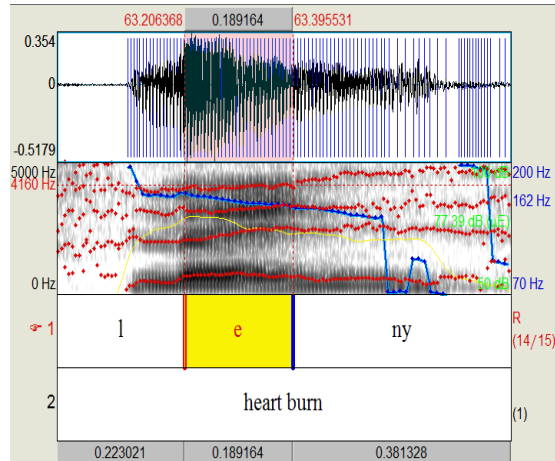 63.206368 0.189164 63.395531
0.354
0
-0.5179
5000 Hz 200 Hz
4160 Hz
162 Hz
77.39 dB (µE)
0 Hz 50 dB 70 Hz
1 l e ny R
(14/15)
2 heart burn (1)
0.223021 0.189164 0.381328